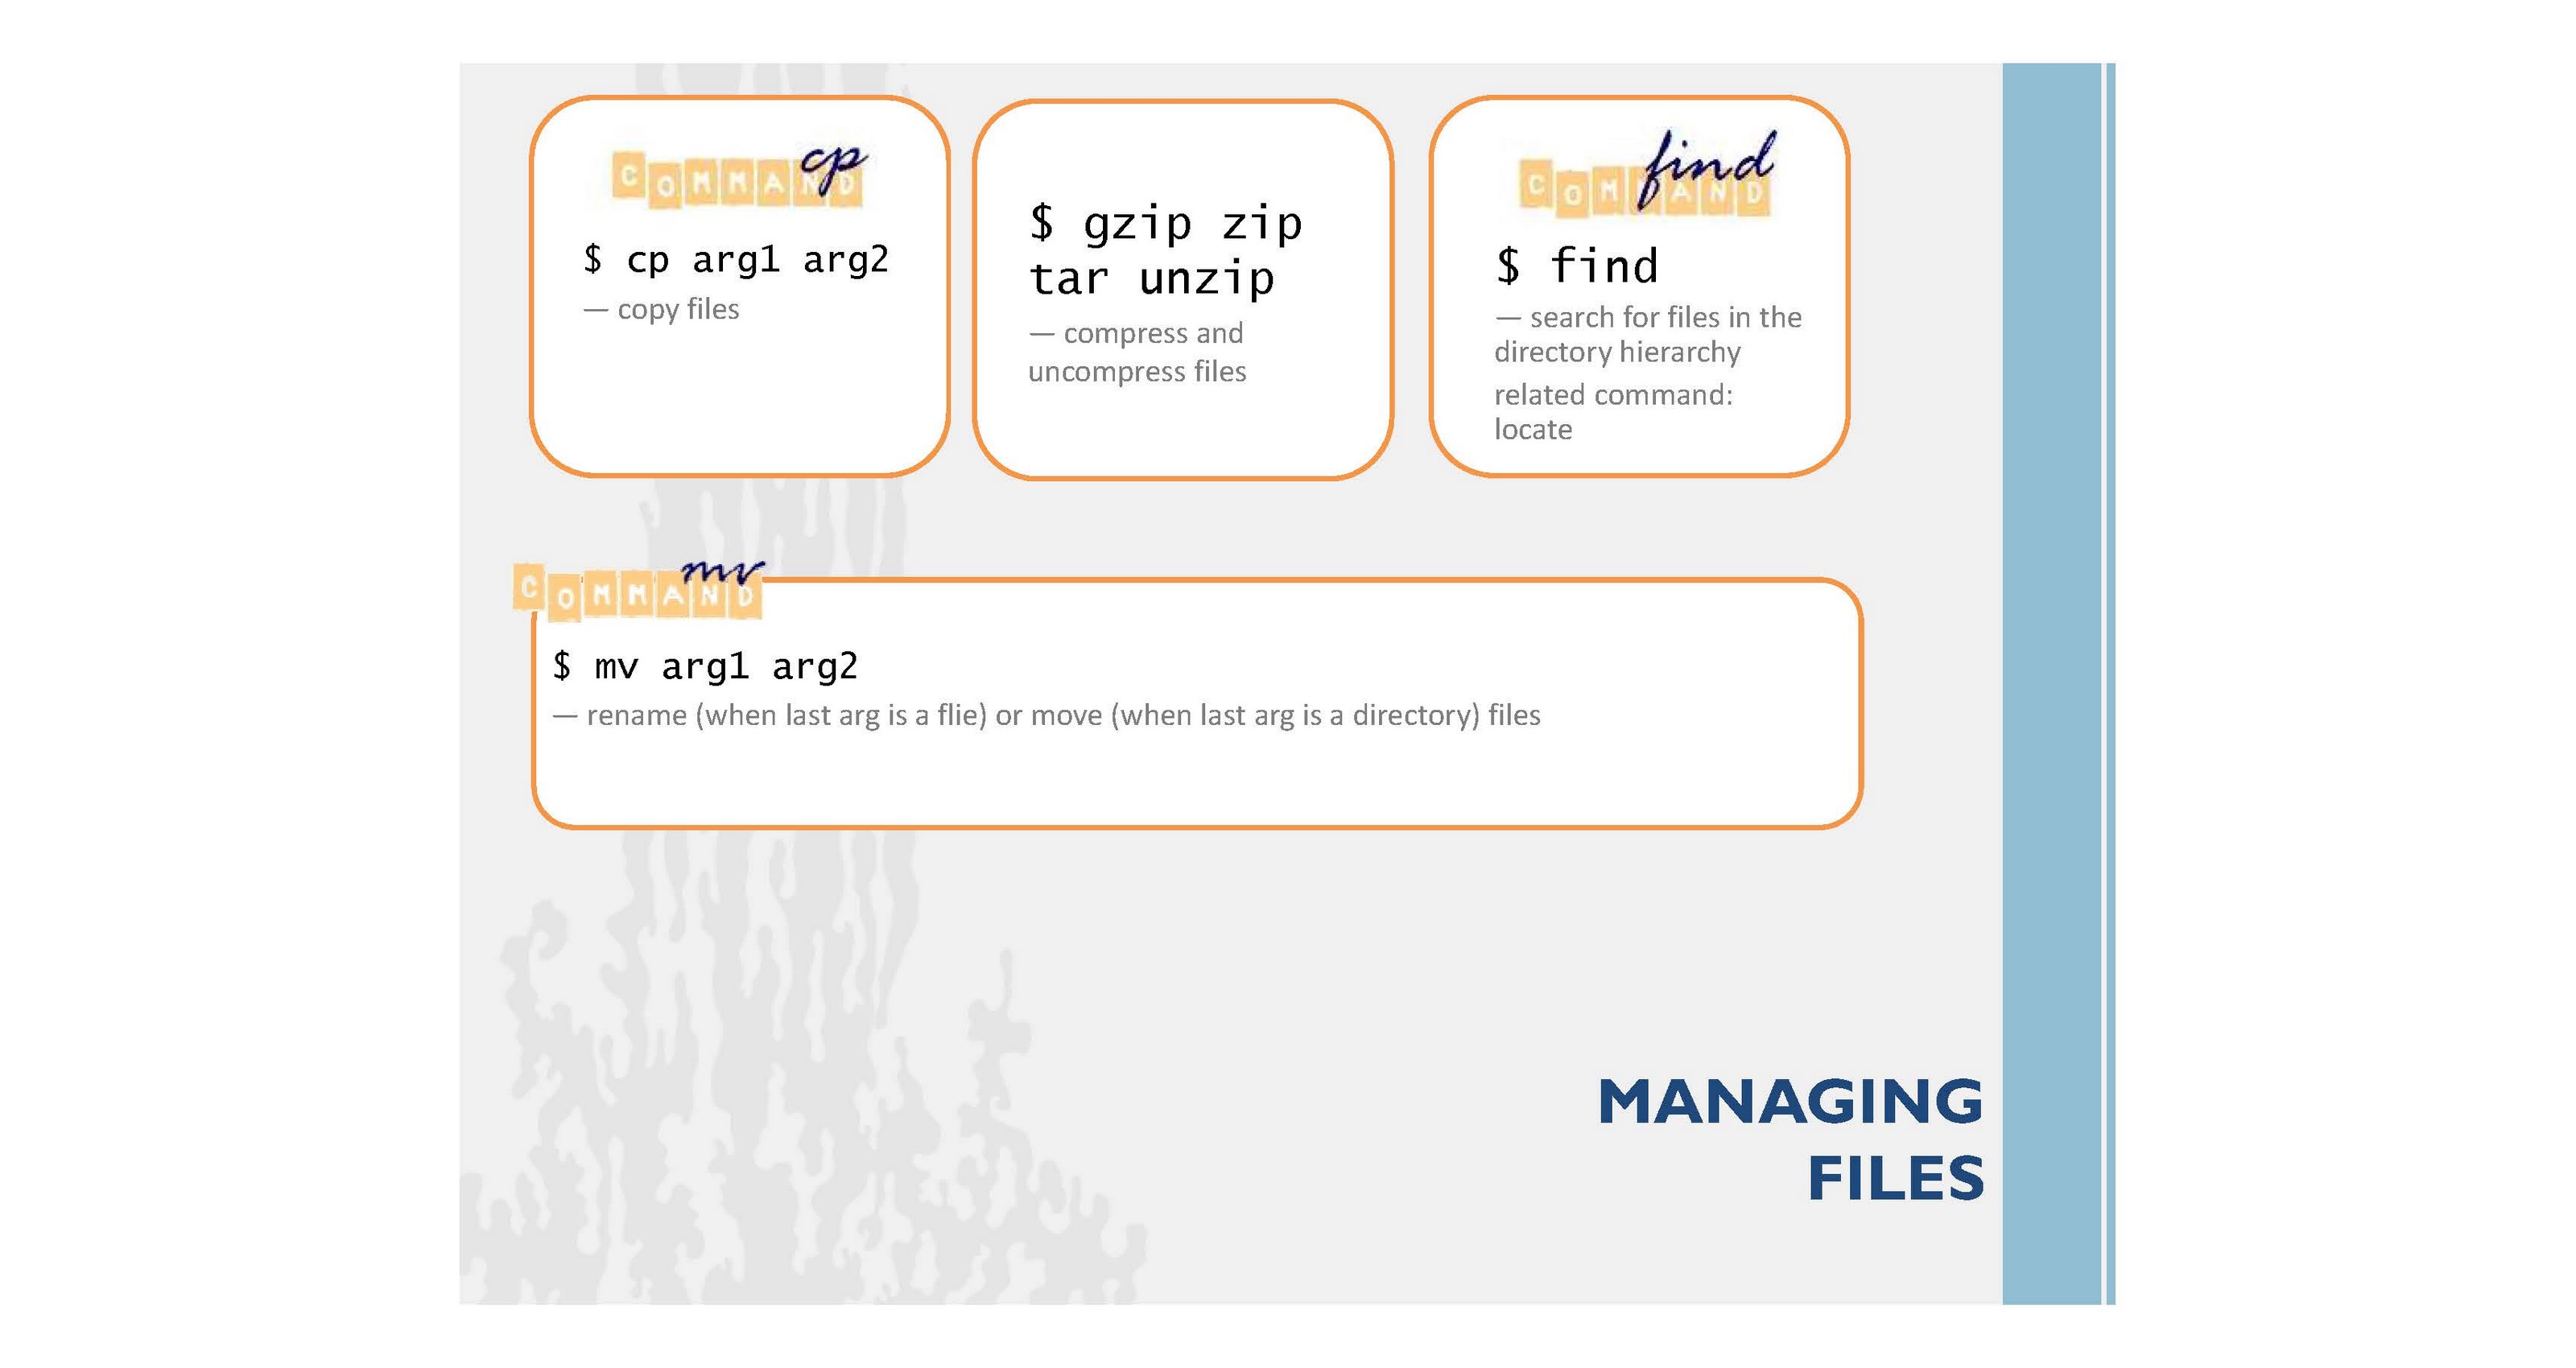 COMMAND cp
$ cp arg1 arg2
— copy files
$ gzip zip
tar unzip
— compress and
uncompress files
COMMAND find
$ find
— search for files in the
directory hierarchy
related command:
locate
COMMAND mv
$ mv arg1 arg2
— rename (when last arg is a flie) or move (when last arg is a directory) files
MANAGING
FILES